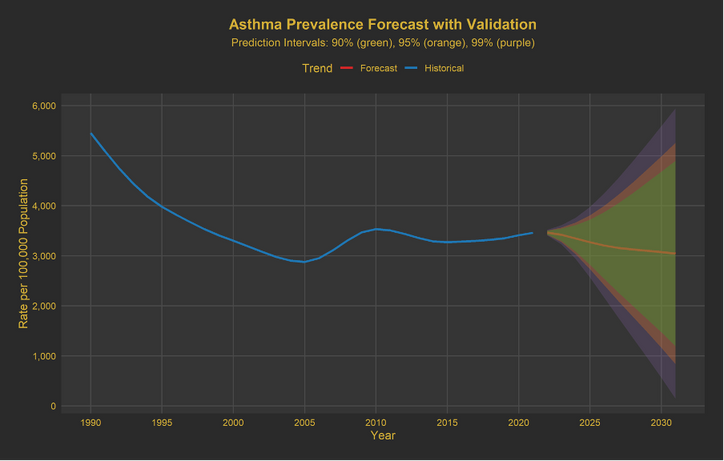 Asthma Prevalence Forecast with Validation
Prediction Intervals: 90% (green), 95% (orange), 99% (purple)
Trend Forecast Historical
6,000
5,000
4,000
3,000
2,000
1,000
0
Rate per 100,000 Population
1990 1995 2000 2005 2010 2015 2020 2025 2030
Year